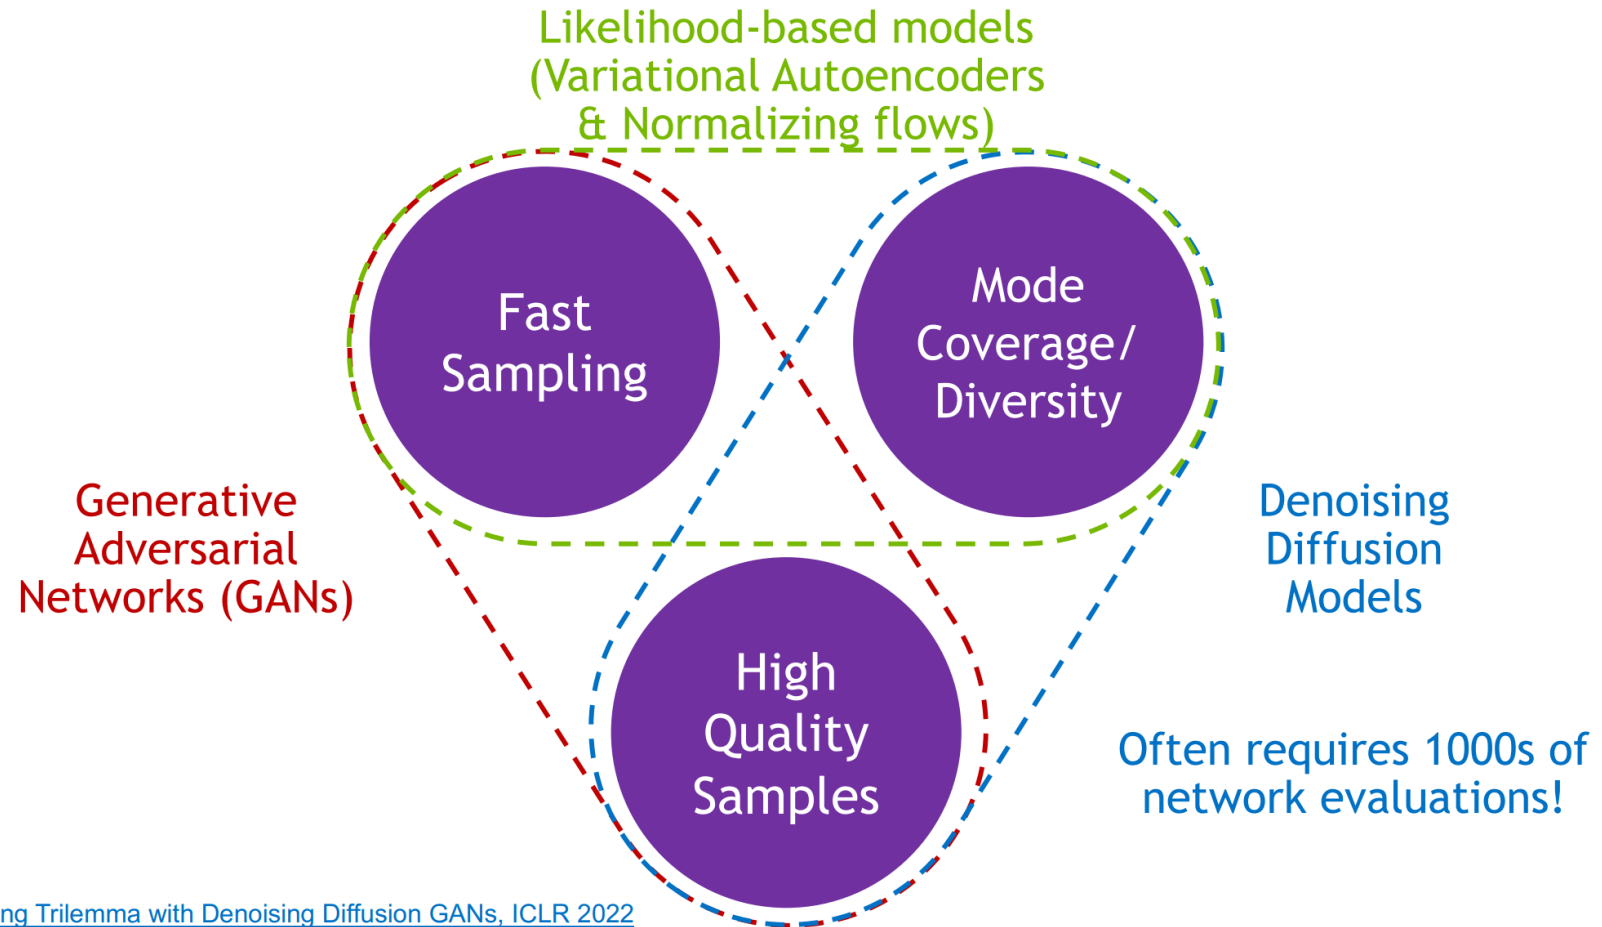 Likelihood-based models
(Variational Autoencoders
& Normalizing flows)
Fast
Sampling
Mode
Coverage/
Diversity
Generative
Adversarial
Networks (GANs)
Denoising
Diffusion
Models
High
Quality
Samples
Often requires 1000s of
network evaluations!
ng Trilemma with Denoising Diffusion GANs, ICLR 2022